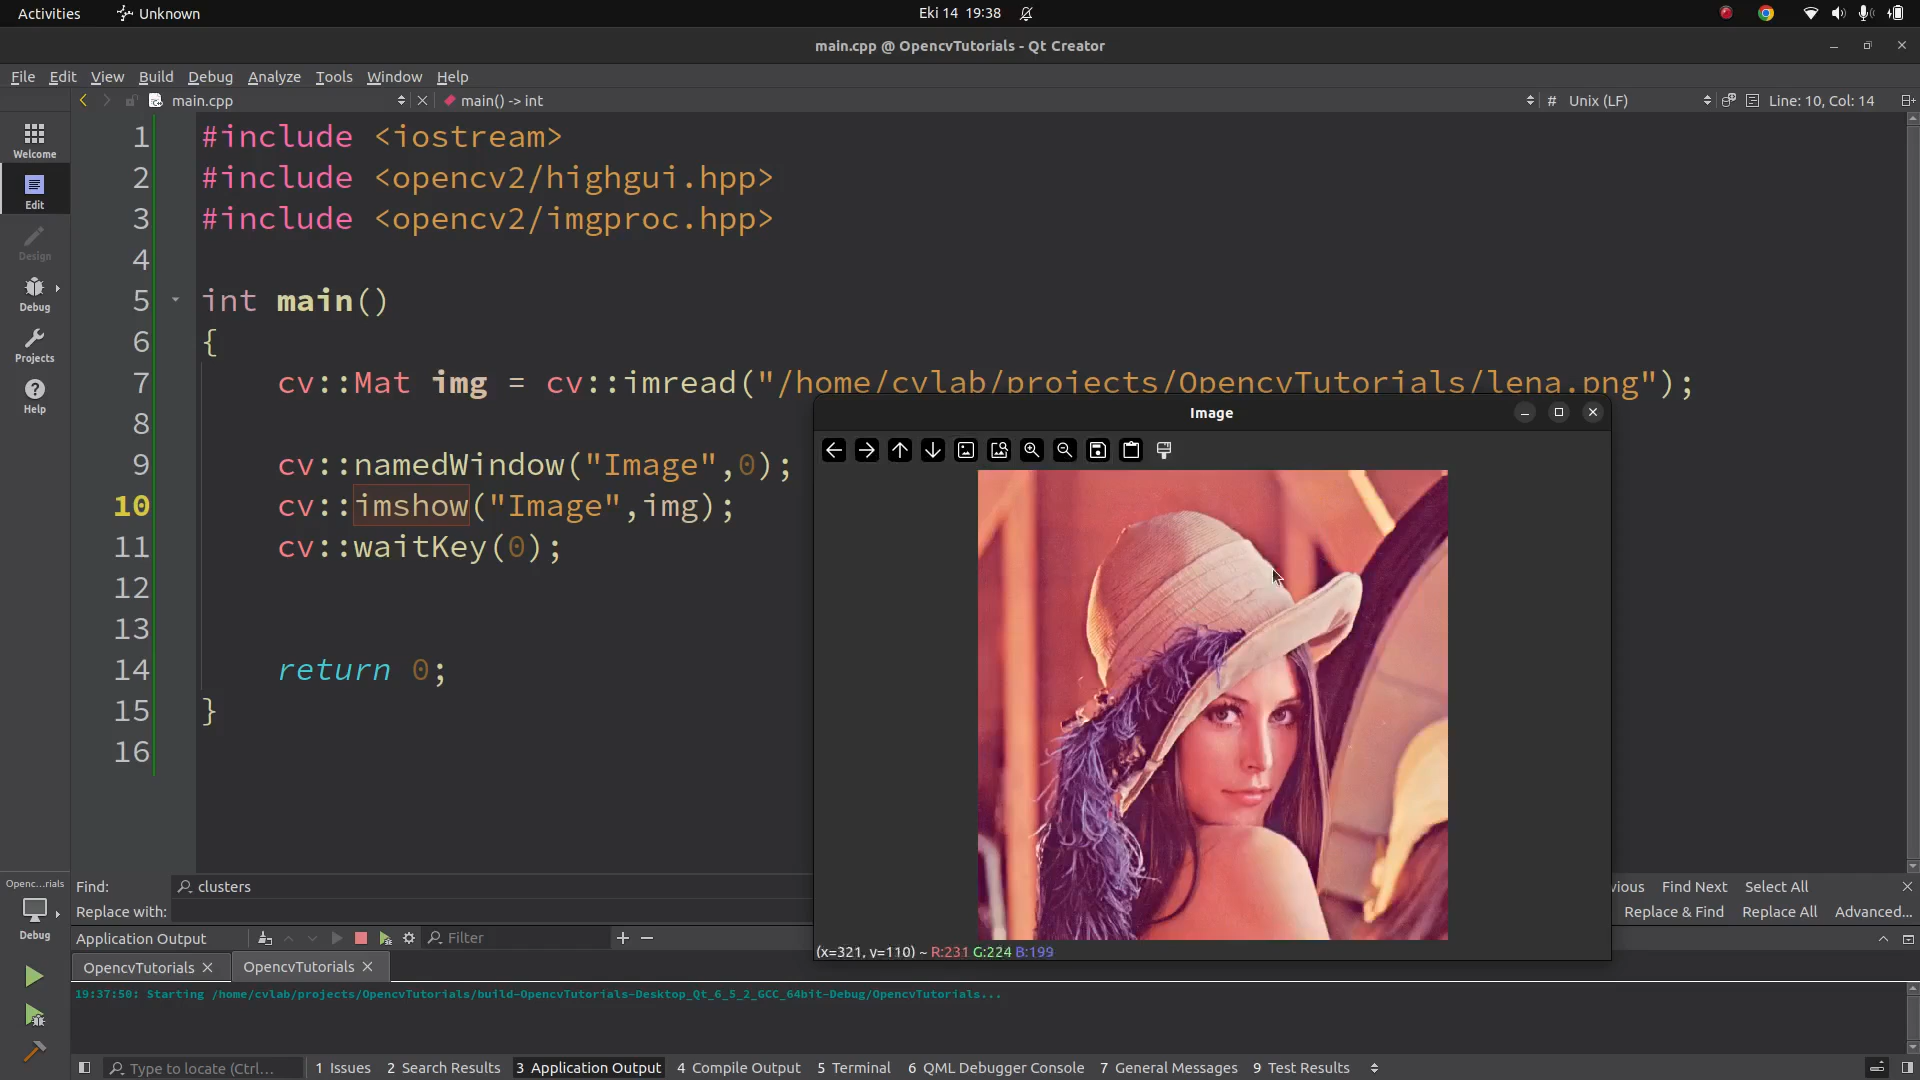 Activities Unknown Eki 14 19:38
main.cpp @ OpencvTutorials - Qt Creator
File Edit View Build Debug Analyze Tools Window Help
main.cpp main() -> int # Unix (LF) Line: 10, Col: 14
Welcome
Edit
Design
Debug
Projects
Help
1 #include <iostream>
2 #include <opencv2/highgui.hpp>
3 #include <opencv2/imgproc.hpp>
4
5 int main()
6 {
7 cv::Mat img = cv::imread("/home/cvlab/projects/OpencvTutorials/lena.png");
8
9 cv::namedWindow("Image",0);
10 cv::imshow("Image",img);
11 cv::waitKey(0);
12
13
14 return 0;
15 }
16
Image
(x=321, y=110) ~ R:231 G:224 B:199
Openc...rials
Debug
Find: clusters vious Find Next Select All
Replace with: Replace & Find Replace All Advanced...
Application Output Filter
OpencvTutorials OpencvTutorials
19:37:50: Starting /home/cvlab/projects/OpencvTutorials/build-OpencvTutorials-Desktop_Qt_6_5_2_GCC_64bit-Debug/OpencvTutorials...
Type to locate (Ctrl... 1 Issues 2 Search Results 3 Application Output 4 Compile Output 5 Terminal 6 QML Debugger Console 7 General Messages 9 Test Results